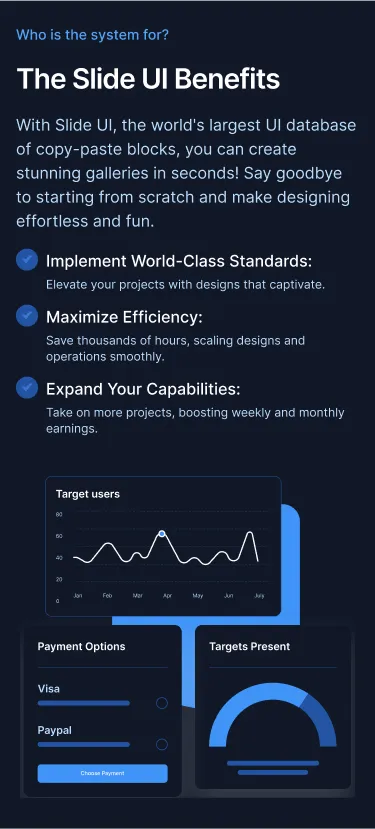 Who is the system for?
The Slide UI Benefits
With Slide UI, the world's largest UI database
of copy-paste blocks, you can create
stunning galleries in seconds! Say goodbye
to starting from scratch and make designing
effortless and fun.
Implement World-Class Standards:
Elevate your projects with designs that captivate.
Maximize Efficiency:
Save thousands of hours, scaling designs and
operations smoothly.
Expand Your Capabilities:
Take on more projects, boosting weekly and monthly
earnings.
Target users
80
60
40
20
0
Jan Feb Mar Apr May Jun July
Payment Options
Visa
Paypal
Choose Payment
Targets Present